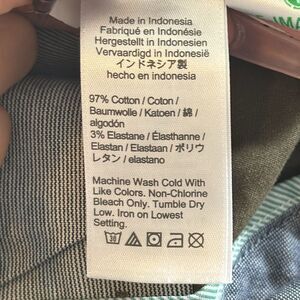 Made in Indonesia
Fabriqué en Indonésie
Hergestellt in Indonesien
Vervaardigd in Indonesië
インドネシア製
hecho en indonesia
97% Cotton / Coton /
Baumwolle / Katoen / 綿 /
algodón
3% Elastane / Élasthanne /
Elastan / Elastaan / ポリウ
レタン / elastano
Machine Wash Cold With
Like Colors. Non-Chlorine
Bleach Only. Tumble Dry
Low. Iron on Lowest
Setting.
30